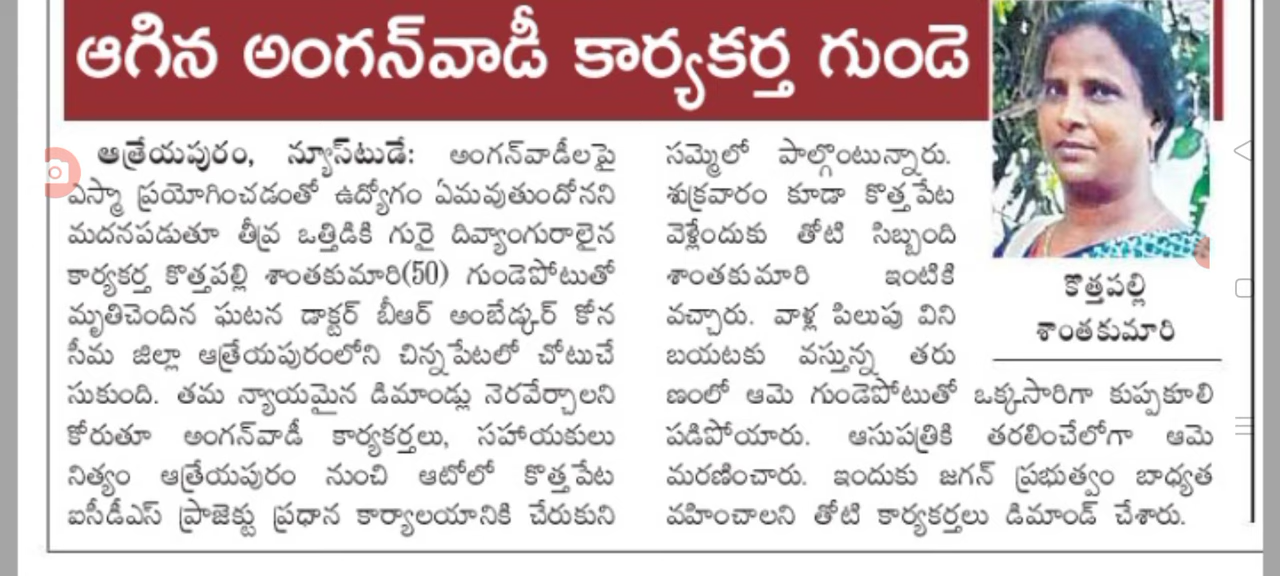 ఆగిన అంగన్‌వాడీ కార్యకర్త గుండె
ఆత్రేయపురం, న్యూస్‌టుడే: అంగన్‌వాడీలపై
ఎస్మా ప్రయోగించడంతో ఉద్యోగం ఏమవుతుందోనని
మదనపడుతూ తీవ్ర ఒత్తిడికి గురై దివ్యాంగురాలైన
కార్యకర్త కొత్తపల్లి శాంతకుమారి(50) గుండెపోటుతో
మృతిచెందిన ఘటన డాక్టర్ బీఆర్ అంబేడ్కర్ కోన
సీమ జిల్లా ఆత్రేయపురంలోని చిన్నపేటలో చోటుచే
సుకుంది. తమ న్యాయమైన డిమాండ్లు నెరవేర్చాలని
కోరుతూ అంగన్‌వాడీ కార్యకర్తలు, సహాయకులు
నిత్యం ఆత్రేయపురం నుంచి ఆటోలో కొత్తపేట
ఐసీడీఎస్ ప్రాజెక్టు ప్రధాన కార్యాలయానికి చేరుకుని
సమ్మెలో పాల్గొంటున్నారు.
శుక్రవారం కూడా కొత్తపేట
వెళ్లేందుకు తోటి సిబ్బంది
శాంతకుమారి ఇంటికి
వచ్చారు. వాళ్ల పిలుపు విని
బయటకు వస్తున్న తరు
ణంలో ఆమె గుండెపోటుతో ఒక్కసారిగా కుప్పకూలి
పడిపోయారు. ఆసుపత్రికి తరలించేలోగా ఆమె
మరణించారు. ఇందుకు జగన్ ప్రభుత్వం బాధ్యత
వహించాలని తోటి కార్యకర్తలు డిమాండ్ చేశారు.
కొత్తపల్లి
శాంతకుమారి